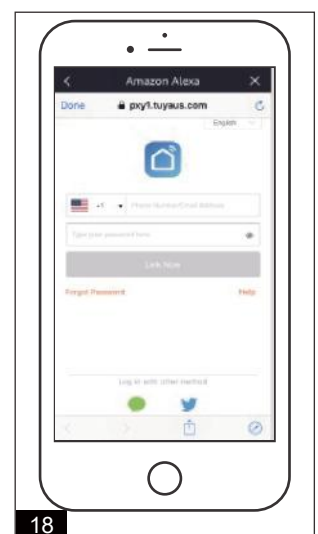 Amazon Alexa
Done pxy1.tuyaus.com
English
+1 Phone Number/Email Address
Type your password here
Link Now
Forgot Password Help
Log in with other method
18